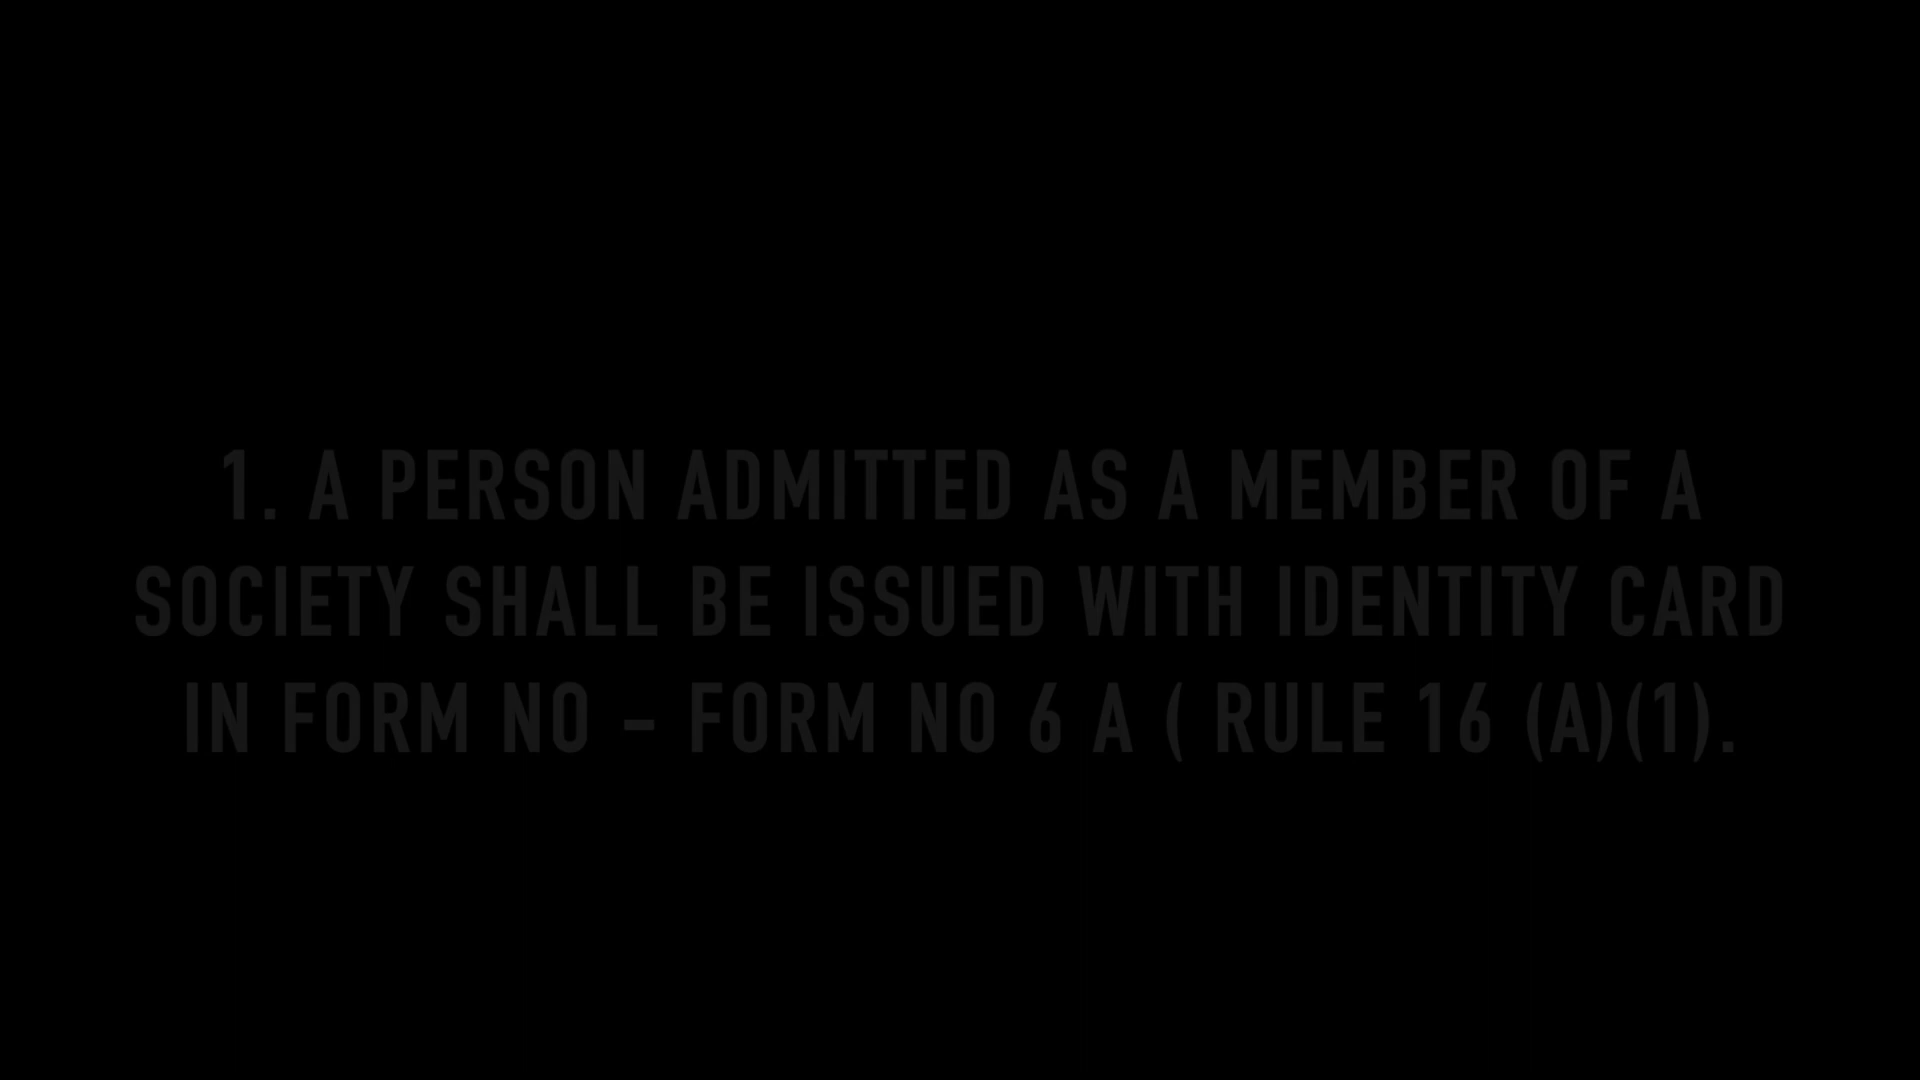 1. A PERSON ADMITTED AS A MEMBER OF A
SOCIETY SHALL BE ISSUED WITH IDENTITY CARD
IN FORM NO - FORM NO 6 A ( RULE 16 (A)(1).